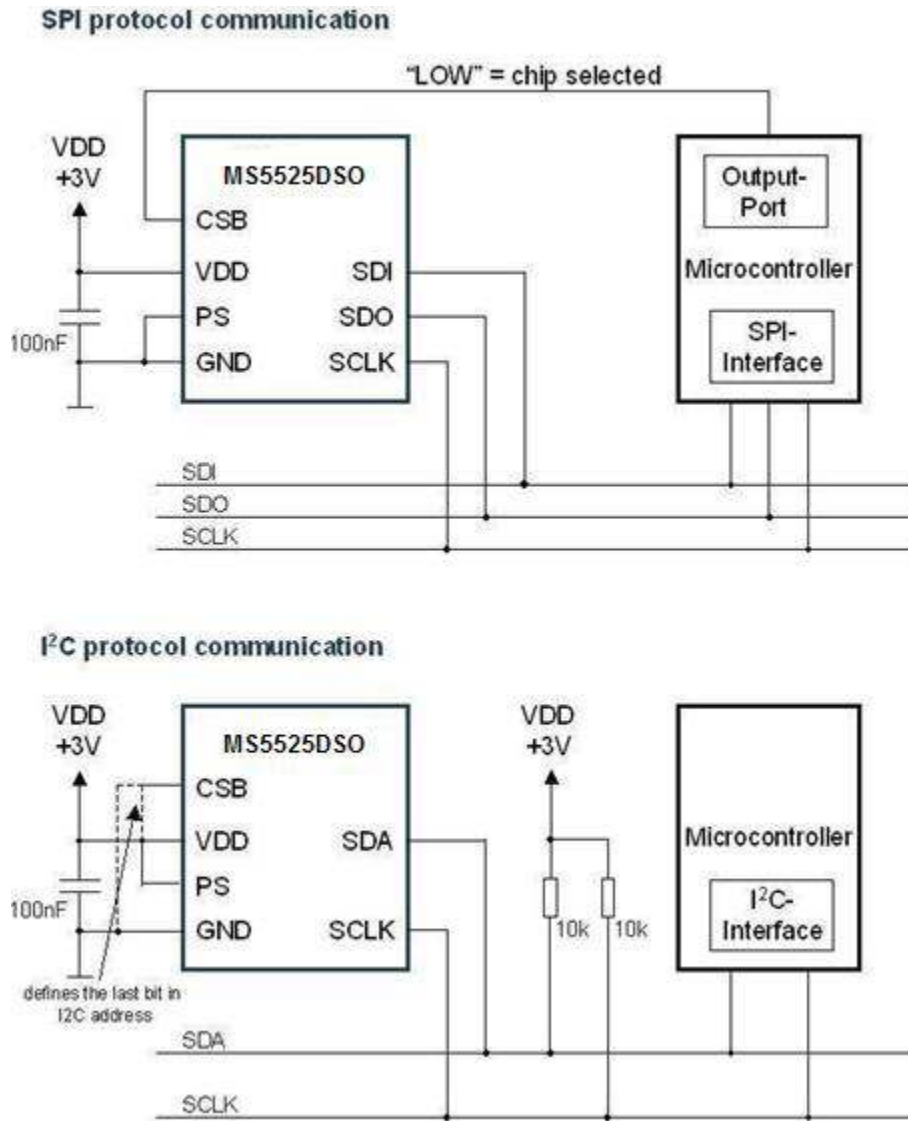 SPI protocol communication
"LOW" = chip selected
VDD
+3V
MS5525DSO
CSB
VDD
PS
GND
SDI
SDO
SCLK
100nF
Output-
Port
Microcontroller
SPI-
Interface
SDI
SDO
SCLK
I²C protocol communication
VDD
+3V
MS5525DSO
CSB
VDD
PS
GND
SDA
SCLK
100nF
defines the last bit in
I2C address
VDD
+3V
10k
10k
Microcontroller
I²C-
Interface
SDA
SCLK